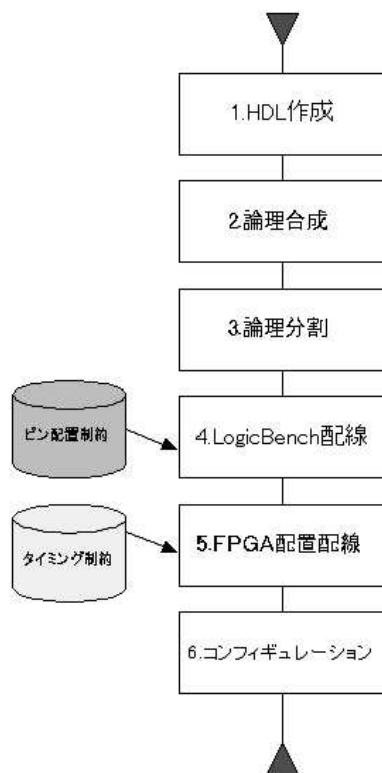 1.HDL作成
2.論理合成
3.論理分割
ピン配置制約
4.LogicBench配線
タイミング制約
5.FPGA配置配線
6.コンフィギュレーション